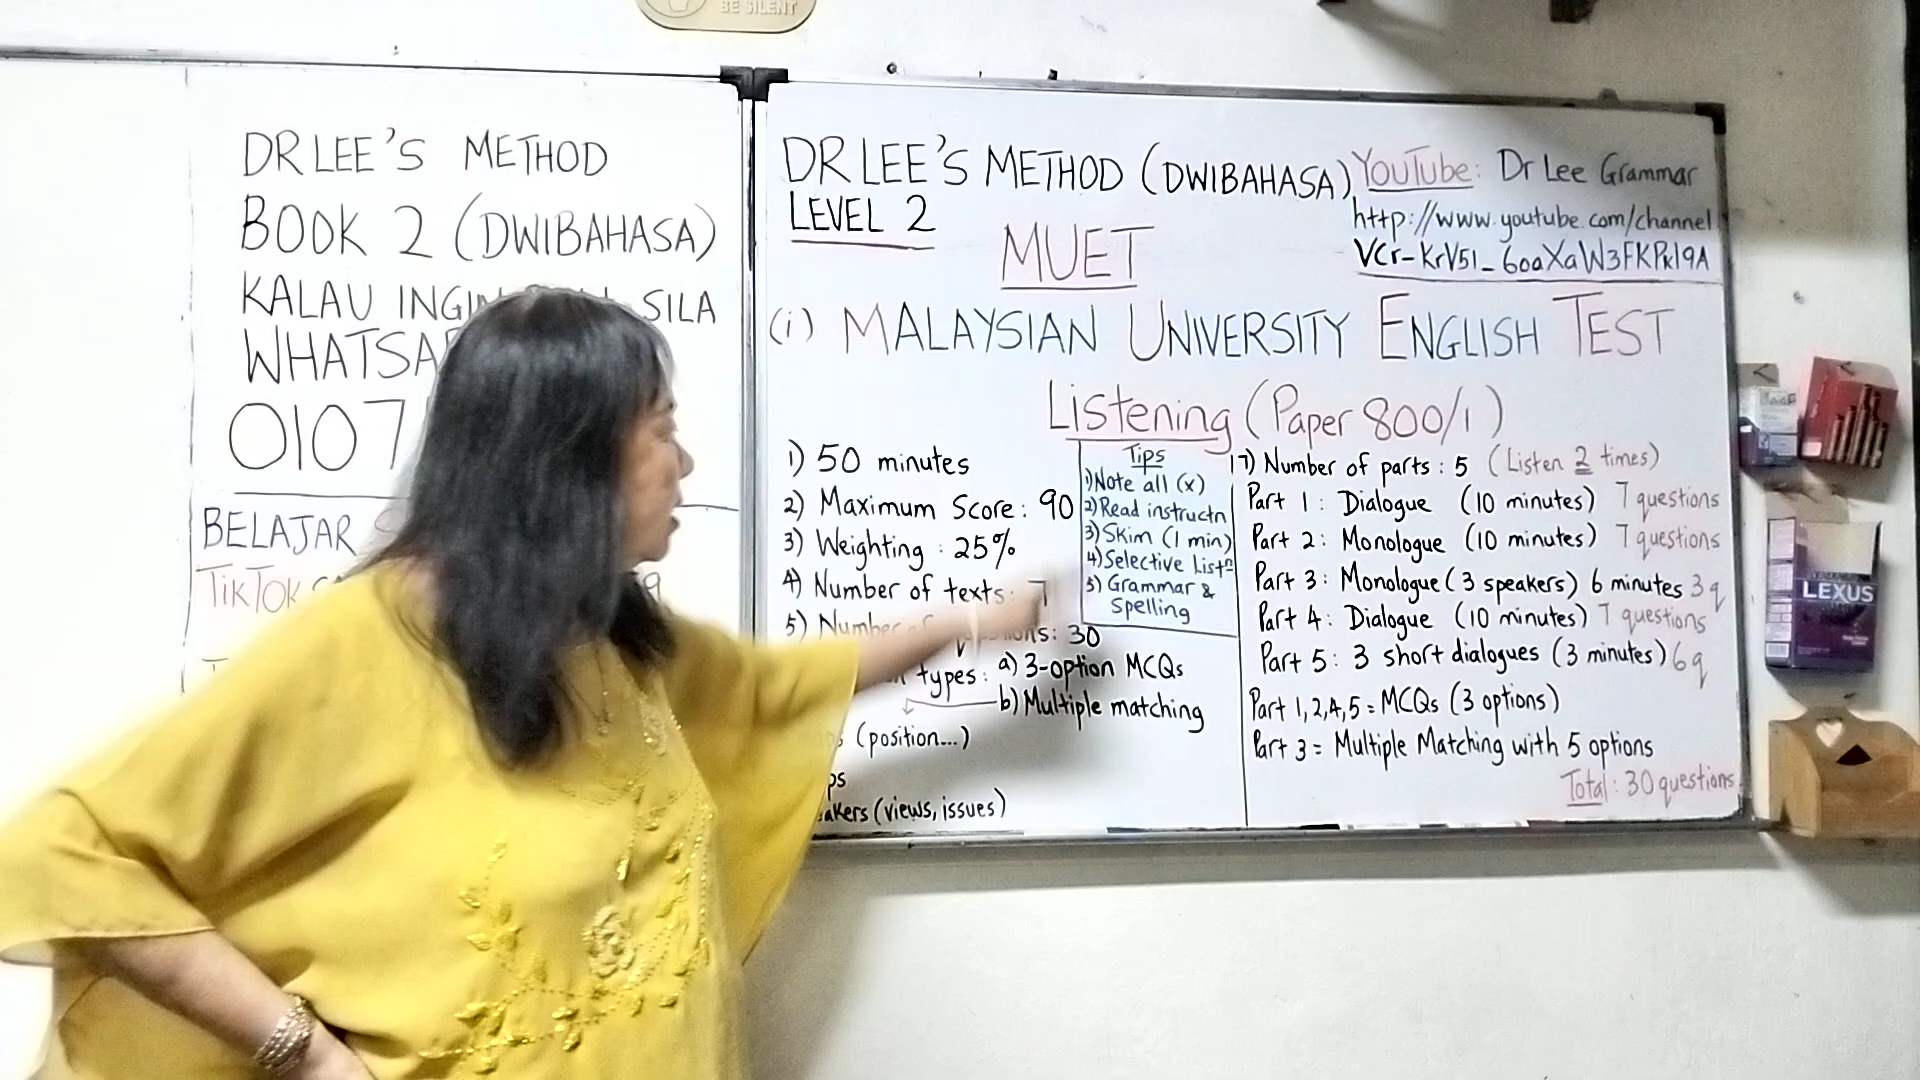 BE SILENT
DR LEE'S METHOD
BOOK 2 (DWIBAHASA)
KALAU SILA
0107
BELAJAR
TIKTOK
DR LEE'S METHOD (DWIBAHASA)
LEVEL 2
YouTube: Dr Lee Grammar
http://www.youtube.com/channel
VCr-KrV51_6oaXaW3FKPkl9A
MUET
(i) MALAYSIAN UNIVERSITY ENGLISH TEST
Listening (Paper 800/1)
1) 50 minutes
2) Maximum Score: 90
3) Weighting: 25%
4) Number of texts: 7
5) Number : 30
types: a) 3-option MCQs
b) Multiple matching
(position...)
(views, issues)
Tips
1) Note all (x)
2) Read instructn
3) Skim (1 min)
4) Selective Listn
5) Grammar &
Spelling
17) Number of parts: 5 (Listen 2 times)
Part 1: Dialogue (10 minutes) 7 questions
Part 2: Monologue (10 minutes) 7 questions
Part 3: Monologue (3 speakers) 6 minutes 3q
Part 4: Dialogue (10 minutes) 7 questions
Part 5: 3 short dialogues (3 minutes) 6q
Part 1,2,4,5 = MCQs (3 options)
Part 3 = Multiple Matching with 5 options
Total: 30 questions
LEXUS